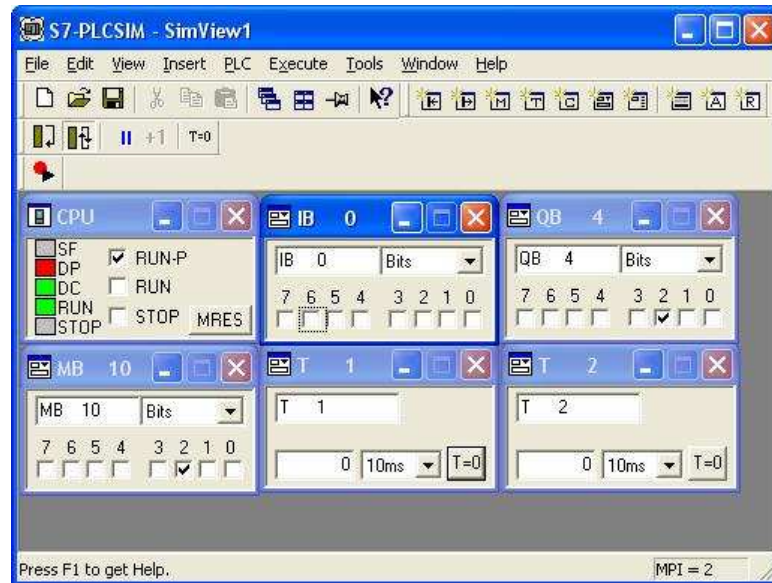 S7-PLCSIM - SimView1
File Edit View Insert PLC Execute Tools Window Help
+1 T=0
CPU
SF
DP
DC
RUN
STOP
RUN-P
RUN
STOP
MRES
IB 0
IB 0 Bits
7 6 5 4 3 2 1 0
QB 4
QB 4 Bits
7 6 5 4 3 2 1 0
MB 10
MB 10 Bits
7 6 5 4 3 2 1 0
T 1
T 1
0 10ms T=0
T 2
T 2
0 10ms T=0
Press F1 to get Help.
MPI = 2